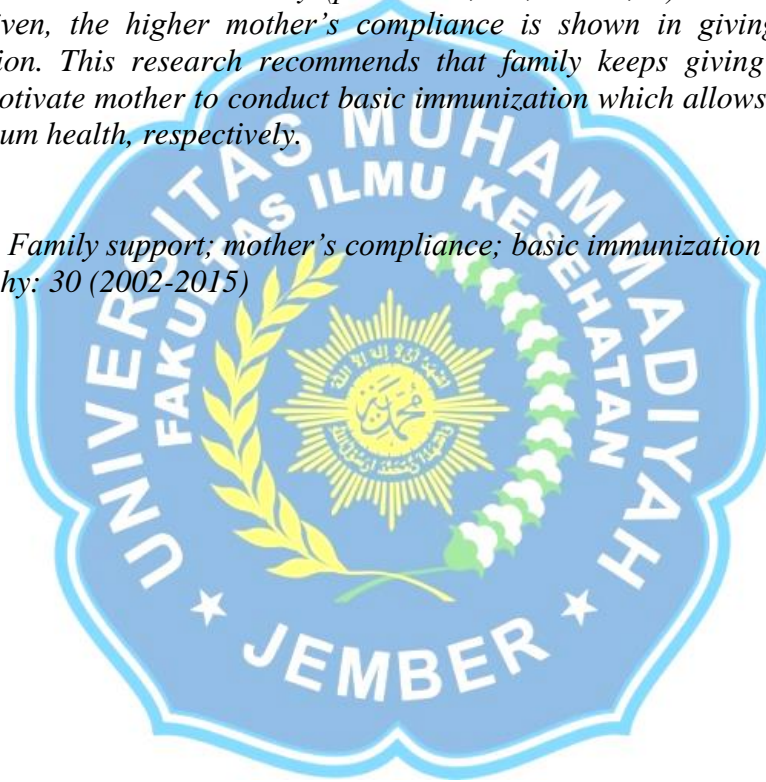 iven, the higher mother's compliance is shown in giving
ion. This research recommends that family keeps giving
otivate mother to conduct basic immunization which allows
um health, respectively.
Family support; mother's compliance; basic immunization
hy: 30 (2002-2015)
UNIVERSITAS MUHAMMADIYAH
FAKULTAS ILMU KESEHATAN
JEMBER